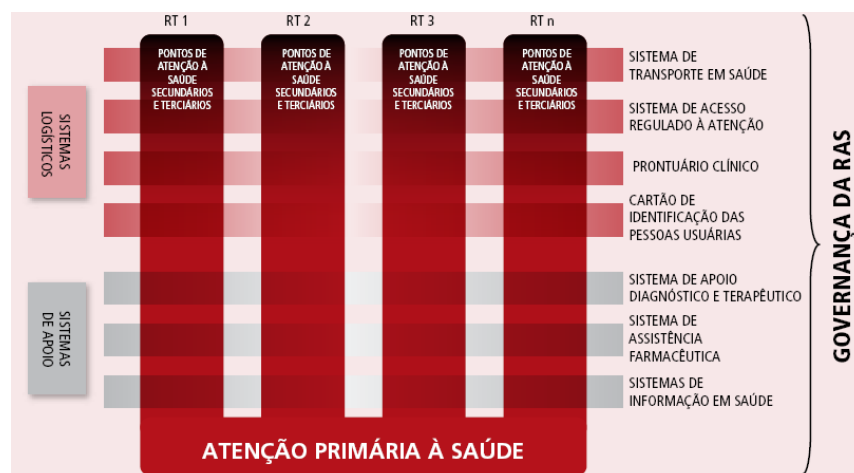 RT 1
RT 2
RT 3
RT n
PONTOS DE
ATENÇÃO À
SAÚDE
SECUNDÁRIOS
E TERCIÁRIOS
PONTOS DE
ATENÇÃO À
SAÚDE
SECUNDÁRIOS
E TERCIÁRIOS
PONTOS DE
ATENÇÃO À
SAÚDE
SECUNDÁRIOS
E TERCIÁRIOS
PONTOS DE
ATENÇÃO À
SAÚDE
SECUNDÁRIOS
E TERCIÁRIOS
SISTEMAS
LOGÍSTICOS
SISTEMA DE
TRANSPORTE EM SAÚDE
SISTEMA DE ACESSO
REGULADO À ATENÇÃO
PRONTUÁRIO CLÍNICO
CARTÃO DE
IDENTIFICAÇÃO DAS
PESSOAS USUÁRIAS
SISTEMAS
DE APOIO
SISTEMA DE APOIO
DIAGNÓSTICO E TERAPÊUTICO
SISTEMA DE
ASSISTÊNCIA
FARMACÊUTICA
SISTEMAS DE
INFORMAÇÃO EM SAÚDE
GOVERNANÇA DA RAS
ATENÇÃO PRIMÁRIA À SAÚDE